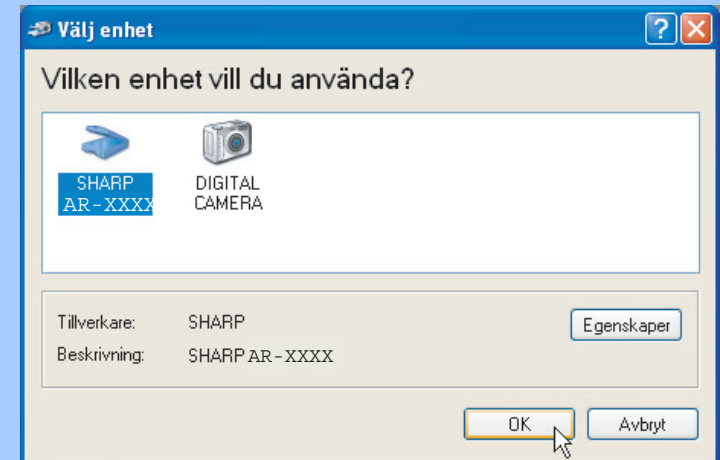 Välj enhet
Vilken enhet vill du använda?
SHARP
AR-XXXX
DIGITAL
CAMERA
Tillverkare: SHARP
Egenskaper
Beskrivning: SHARP AR-XXXX
OK Avbryt